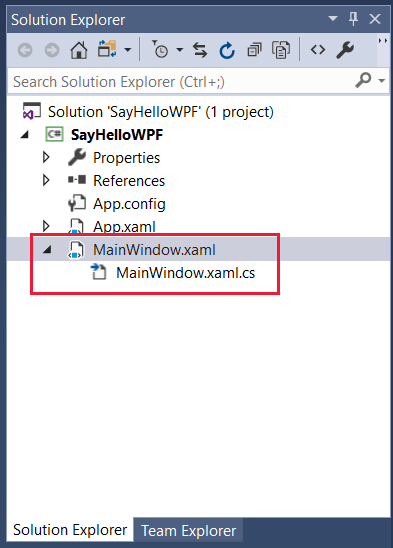 Solution Explorer
Search Solution Explorer (Ctrl+;)
Solution 'SayHelloWPF' (1 project)
C# SayHelloWPF
Properties
References
App.config
App.xaml
MainWindow.xaml
MainWindow.xaml.cs
Solution Explorer Team Explorer